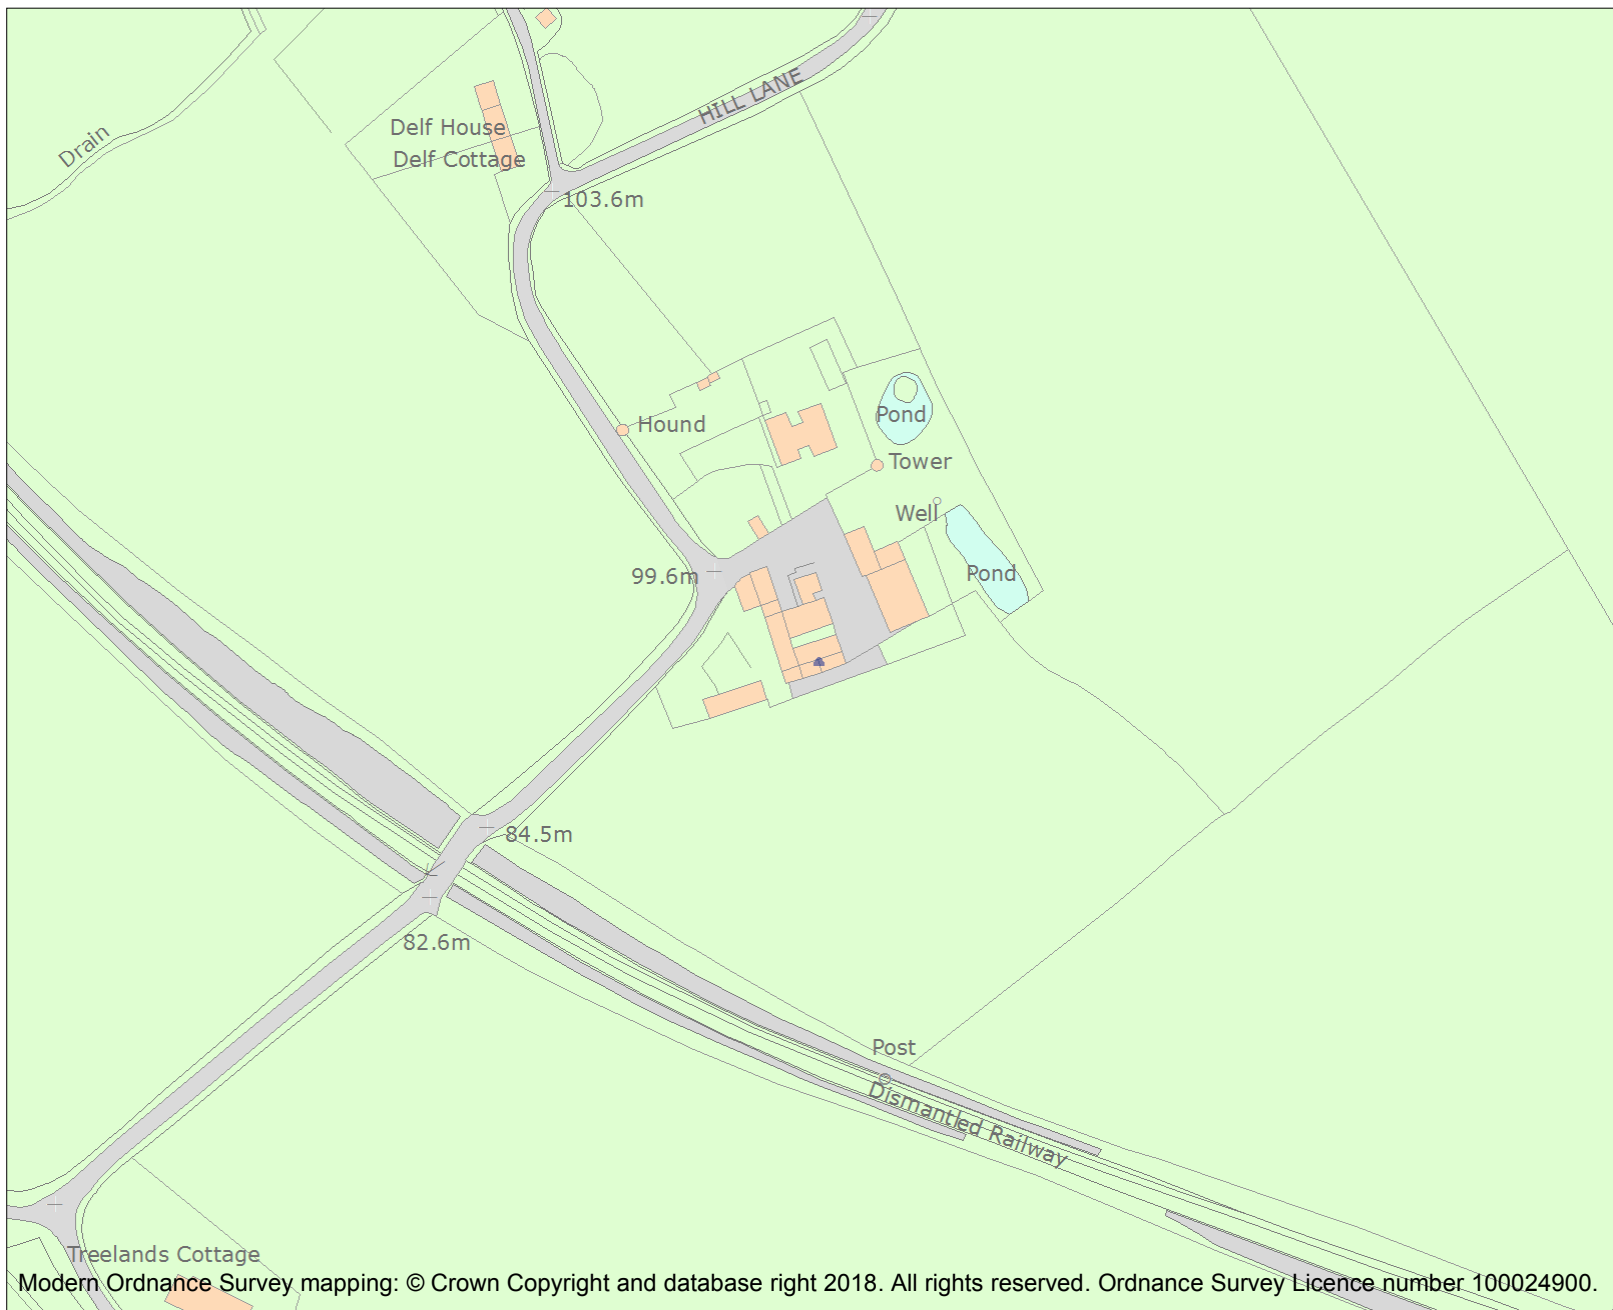 HILL LANE
Drain
Delf House
Delf Cottage
103.6m
Pond
Hound
Tower
Well
Pond
99.6m
84.5m
82.6m
Post
Dismantled Railway
Treelands Cottage
Modern Ordnance Survey mapping: © Crown Copyright and database right 2018. All rights reserved. Ordnance Survey Licence number 100024900.